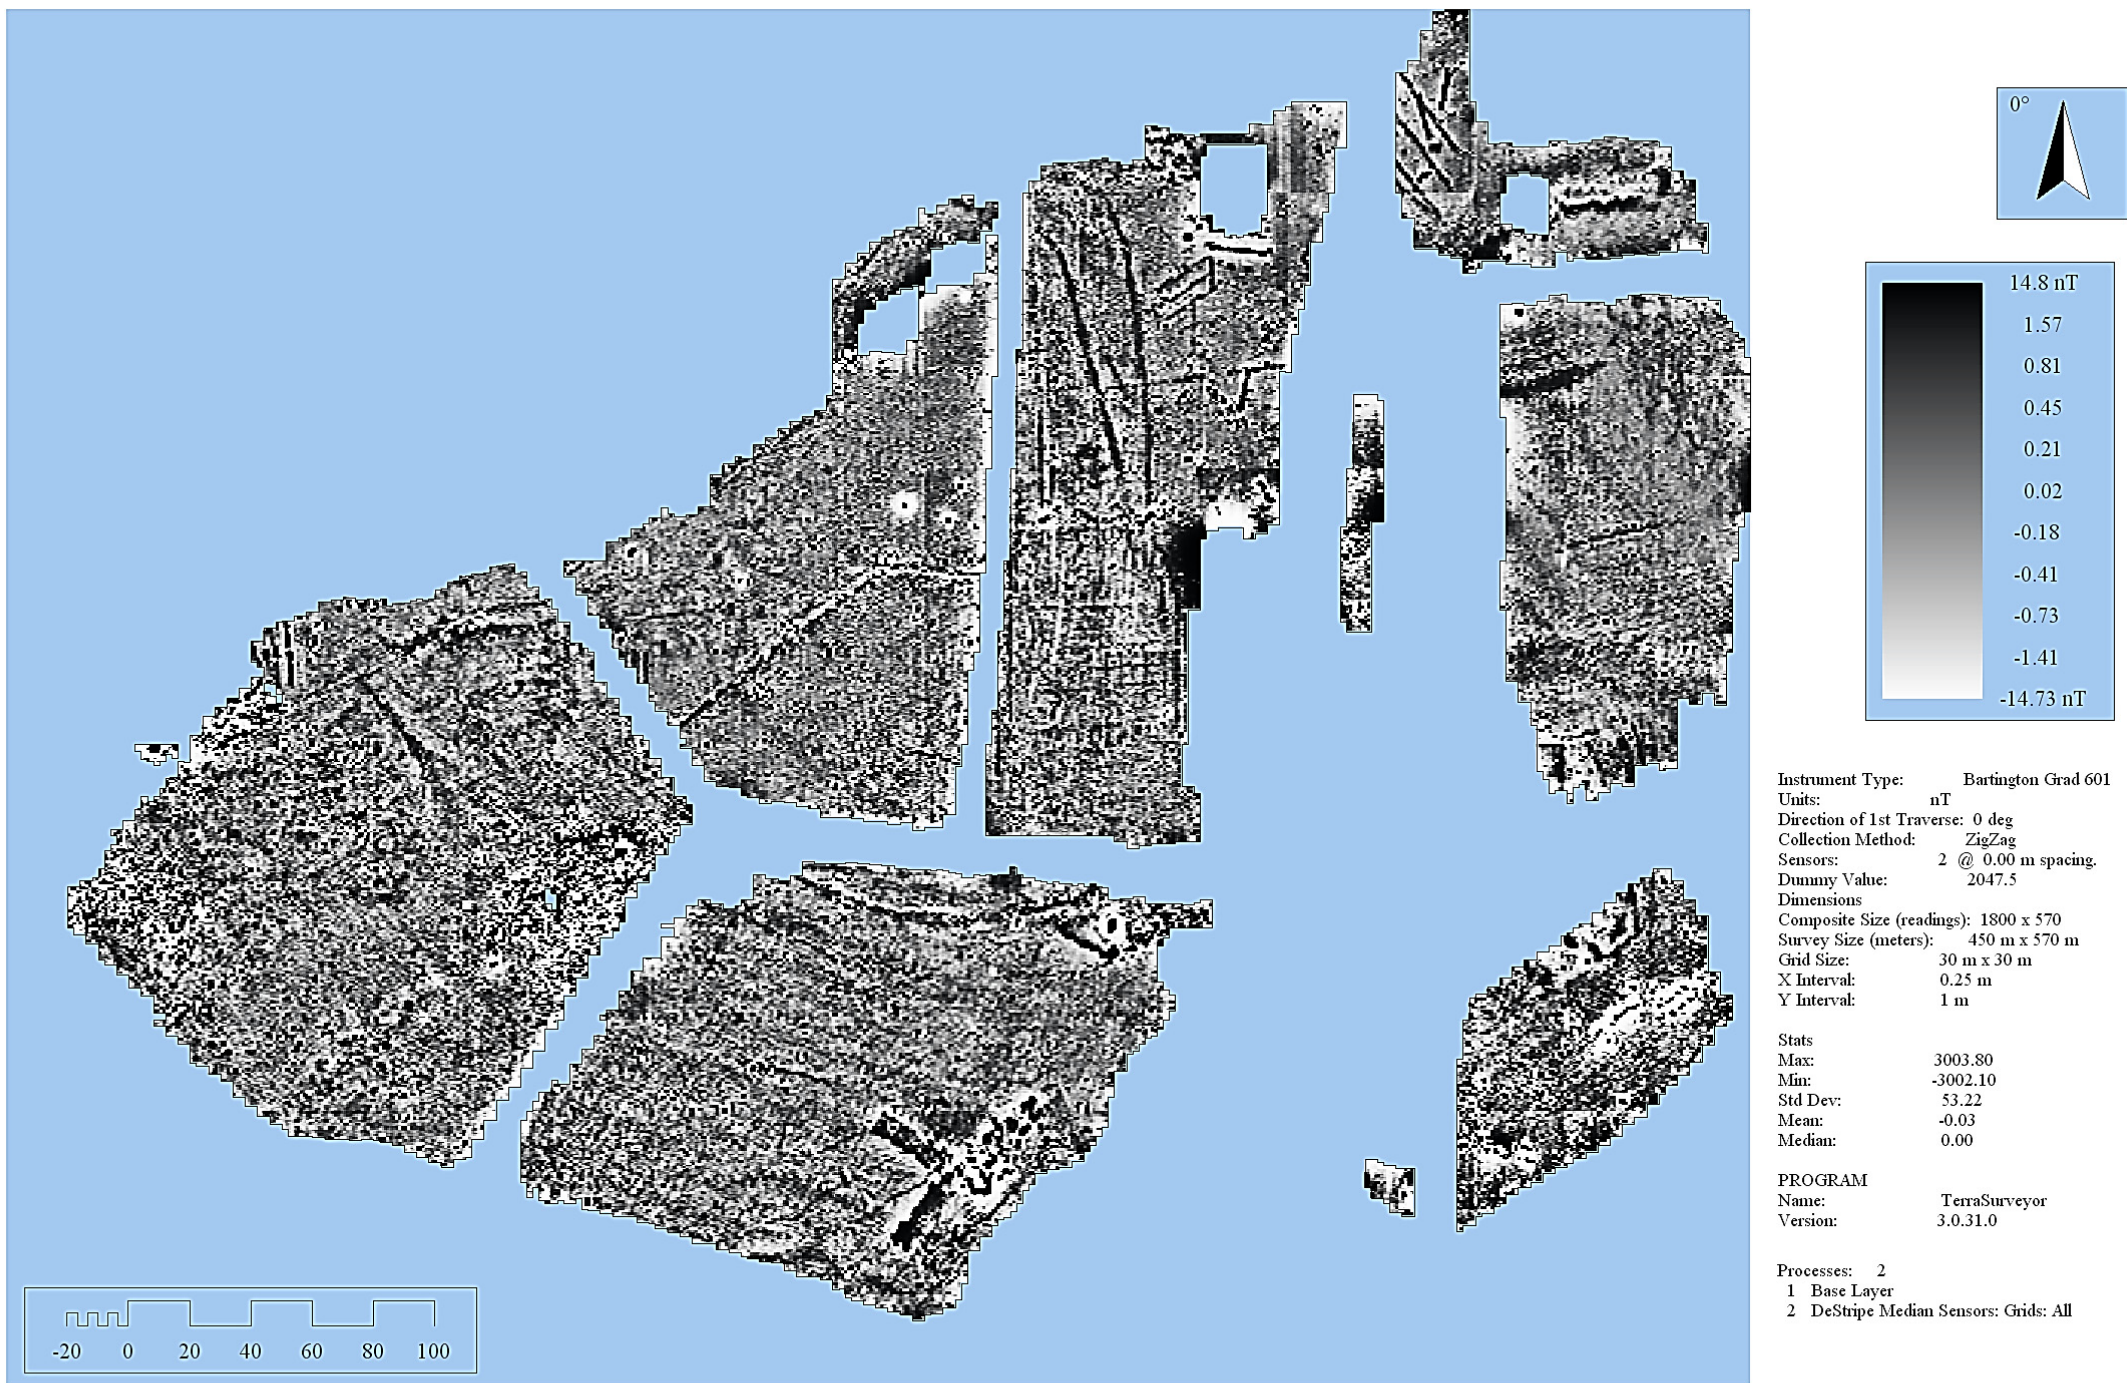 0°
14.8 nT
1.57
0.81
0.45
0.21
0.02
-0.18
-0.41
-0.73
-1.41
-14.73 nT
Instrument Type: Bartington Grad 601
Units: nT
Direction of 1st Traverse: 0 deg
Collection Method: ZigZag
Sensors: 2 @ 0.00 m spacing.
Dummy Value: 2047.5
Dimensions
Composite Size (readings): 1800 x 570
Survey Size (meters): 450 m x 570 m
Grid Size: 30 m x 30 m
X Interval: 0.25 m
Y Interval: 1 m
Stats
Max: 3003.80
Min: -3002.10
Std Dev: 53.22
Mean: -0.03
Median: 0.00
PROGRAM
Name: TerraSurveyor
Version: 3.0.31.0
Processes: 2
1 Base Layer
2 DeStripe Median Sensors: Grids: All
-20 0 20 40 60 80 100